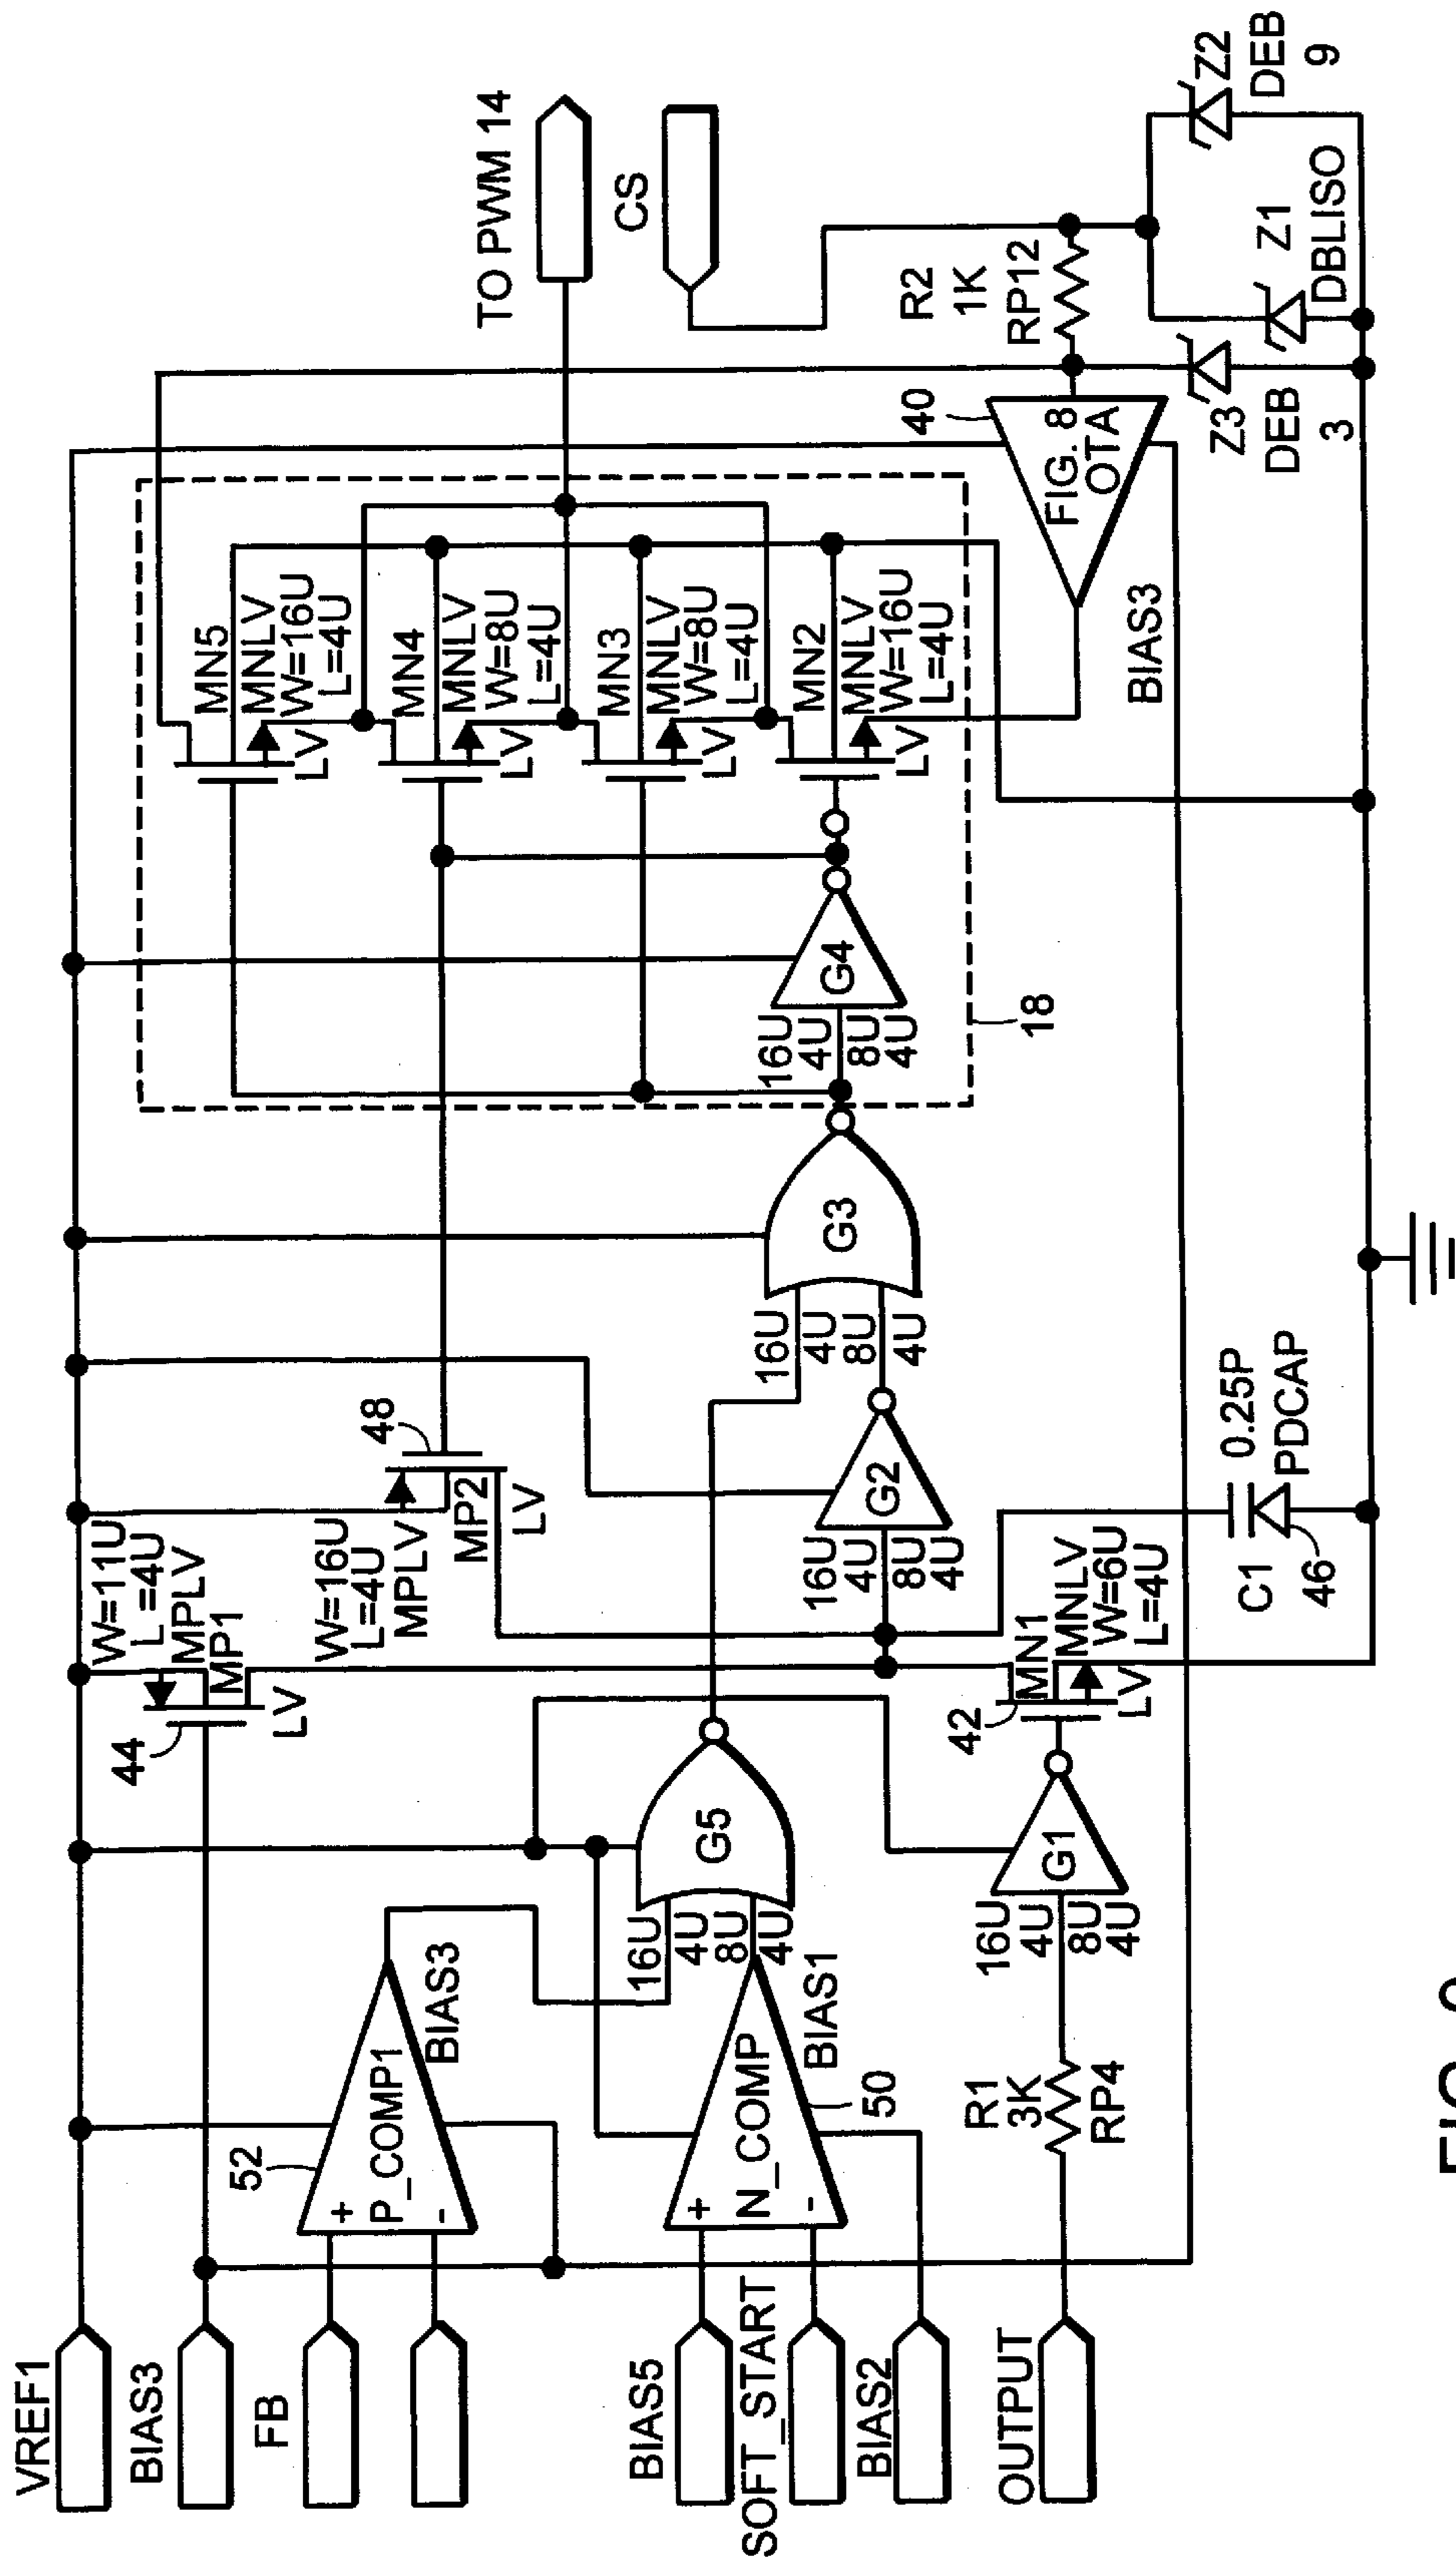 VREF1
BIAS3
FB
BIAS5
SOFT_START
BIAS2
OUTPUT
52
+
P_COMP1
-
BIAS3
+
N_COMP
-
BIAS1
50
R1
3K
RP4
16U
4U
8U
4U
G5
16U
4U
8U
4U
G1
44
W=11U
L=4U
MPLV
MP1
LV
42
MN1
MNLV
W=6U
L=4U
LV
W=16U
L=4U
MPLV
MP2
LV
48
16U
4U
8U
4U
G2
C1
0.25P
PDCAP
46
16U
4U
8U
4U
G3
16U
4U
8U
4U
G4
18
MN5
MNLV
W=16U
L=4U
LV
MN4
MNLV
W=8U
L=4U
LV
MN3
MNLV
W=8U
L=4U
LV
MN2
MNLV
W=16U
L=4U
LV
40
FIG. 8
OTA
BIAS3
TO PWM 14
CS
R2
1K
RP12
Z3
DEB
3
Z1
DBLISO
Z2
DEB
9